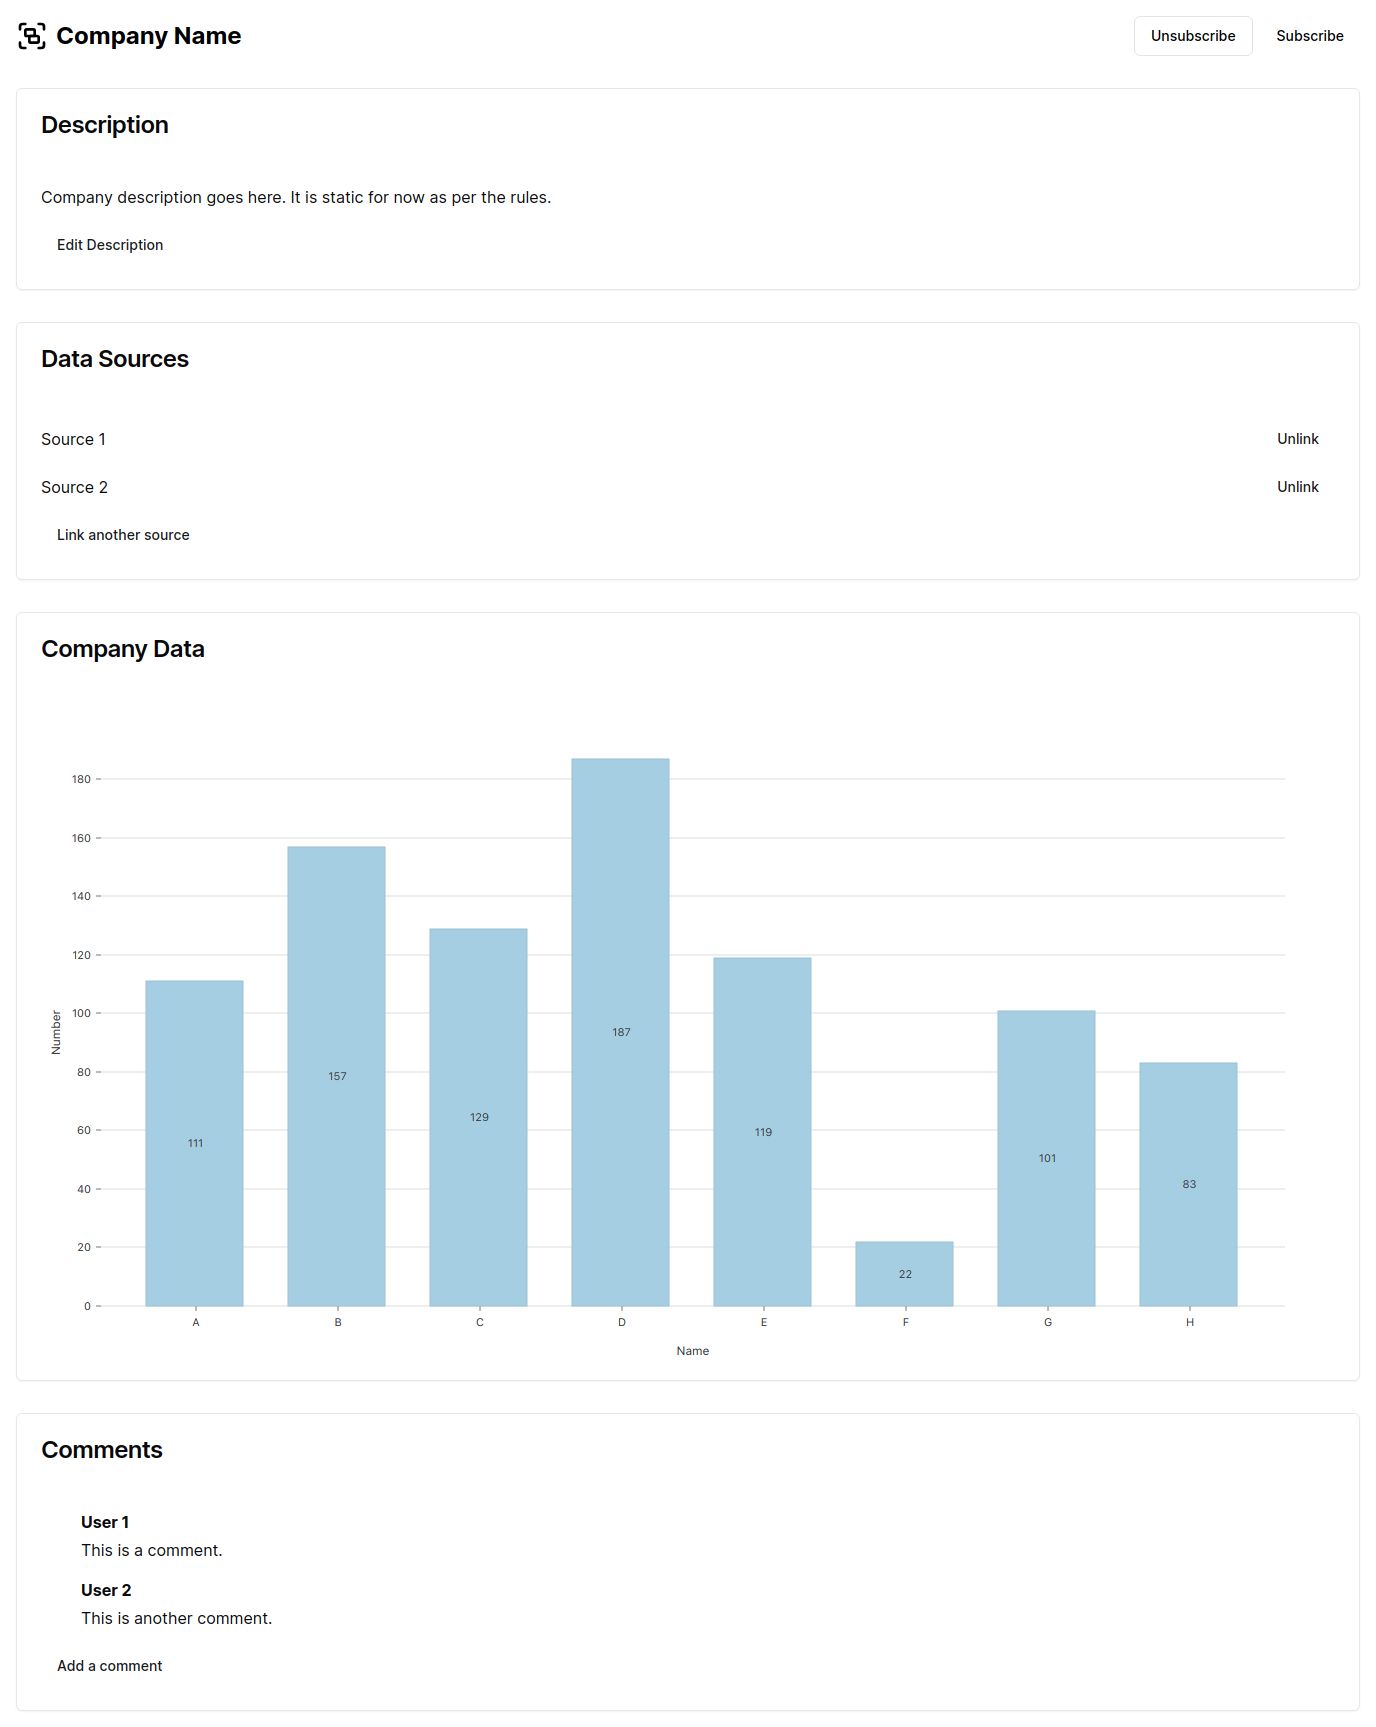 Company Name
Unsubscribe
Subscribe
Description
Company description goes here. It is static for now as per the rules.
Edit Description
Data Sources
Source 1
Unlink
Source 2
Unlink
Link another source
Company Data
180
160
140
120
100
80
60
40
20
0
Number
111
157
129
187
119
22
101
83
A
B
C
D
E
F
G
H
Name
Comments
User 1
This is a comment.
User 2
This is another comment.
Add a comment